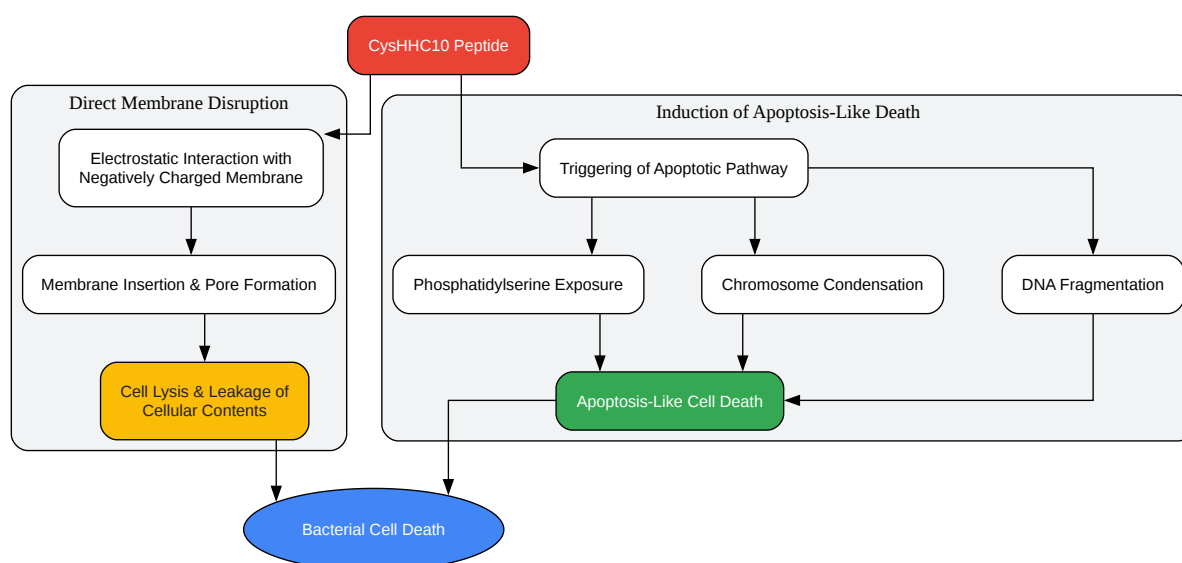 CysHHC10 Peptide
Direct Membrane Disruption
Electrostatic Interaction with
Negatively Charged Membrane
Membrane Insertion & Pore Formation
Cell Lysis & Leakage of
Cellular Contents
Induction of Apoptosis-Like Death
Triggering of Apoptotic Pathway
Phosphatidylserine Exposure
Chromosome Condensation
DNA Fragmentation
Apoptosis-Like Cell Death
Bacterial Cell Death